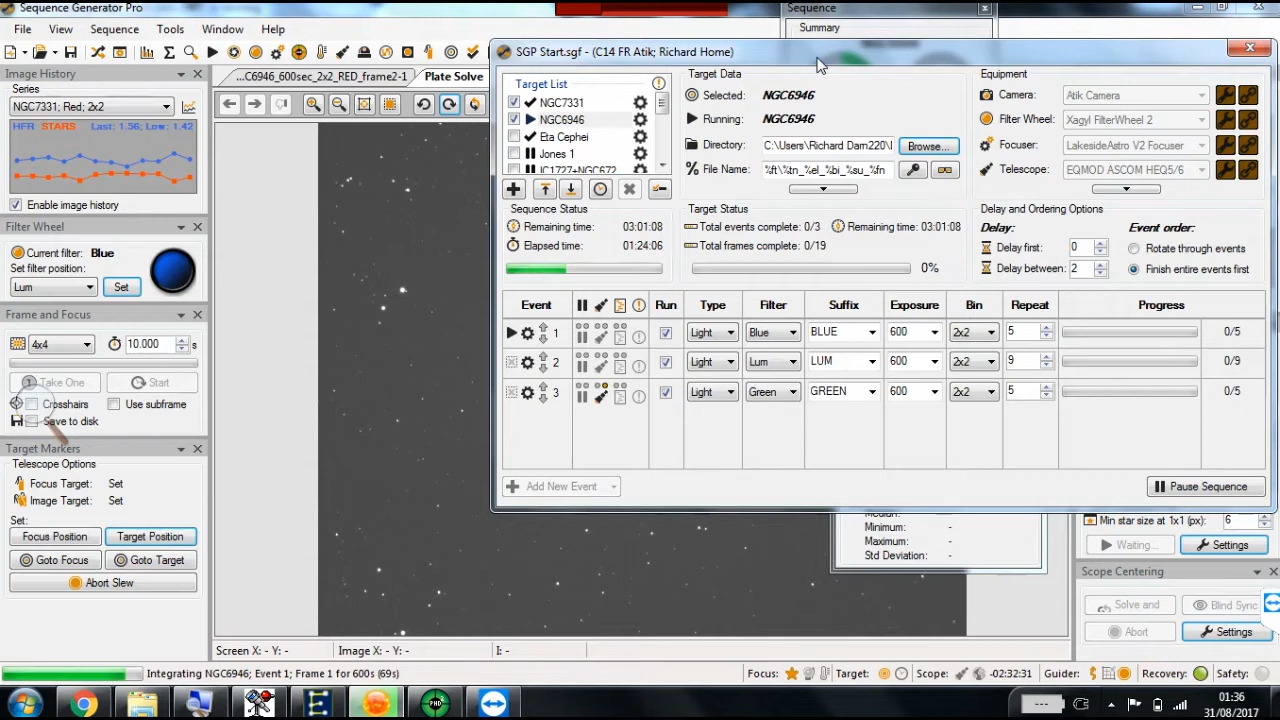 Sequence Generator Pro
File View Sequence Tools Window Help
Sequence
Summary
Image History
Series
NGC7331; Red; 2x2
HFR STARS Last: 1.56; Low: 1.42
Enable image history
Filter Wheel
Current filter: Blue
Set filter position:
Lum Set
Frame and Focus
4x4 10.000 s
Take One Start
Crosshairs Use subframe
Save to disk
Target Markers
Telescope Options
Focus Target: Set
Image Target: Set
Set:
Focus Position Target Position
Goto Focus Goto Target
Abort Slew
...C6946_600sec_2x2_RED_frame2-1 Plate Solve
SGP Start.sgf - (C14 FR Atik; Richard Home)
Target List
NGC7331
NGC6946
Eta Cephei
Jones 1
IC1727+NGC672
Target Data
Selected: NGC6946
Running: NGC6946
Directory: C:\Users\Richard Dam220\I Browse...
File Name: %ft\%tn_%el_%bi_%su_%fn
Equipment
Camera: Atik Camera
Filter Wheel: Xagyl FilterWheel 2
Focuser: LakesideAstro V2 Focuser
Telescope: EQMOD ASCOM HEQ5/6
Sequence Status
Remaining time: 03:01:08
Elapsed time: 01:24:06
Target Status
Total events complete: 0/3 Remaining time: 03:01:08
Total frames complete: 0/19
0%
Delay and Ordering Options
Delay: Event order:
Delay first: 0 Rotate through events
Delay between: 2 Finish entire events first
Event Run Type Filter Suffix Exposure Bin Repeat Progress
1 Light Blue BLUE 600 2x2 5 0/5
2 Light Lum LUM 600 2x2 9 0/9
3 Light Green GREEN 600 2x2 5 0/5
Add New Event Pause Sequence
Median:
Minimum: -
Maximum: -
Std Deviation: -
Min star size at 1x1 (px): 6
Waiting... Settings
Scope Centering
Solve and Blind Sync
Abort Settings
Screen X: - Y: - Image X: - Y: - I: -
Integrating NGC6946; Event 1; Frame 1 for 600s (69s) Focus: Target: Scope: -02:32:31 Guider: Recovery: Safety:
PHD
01:36
31/08/2017